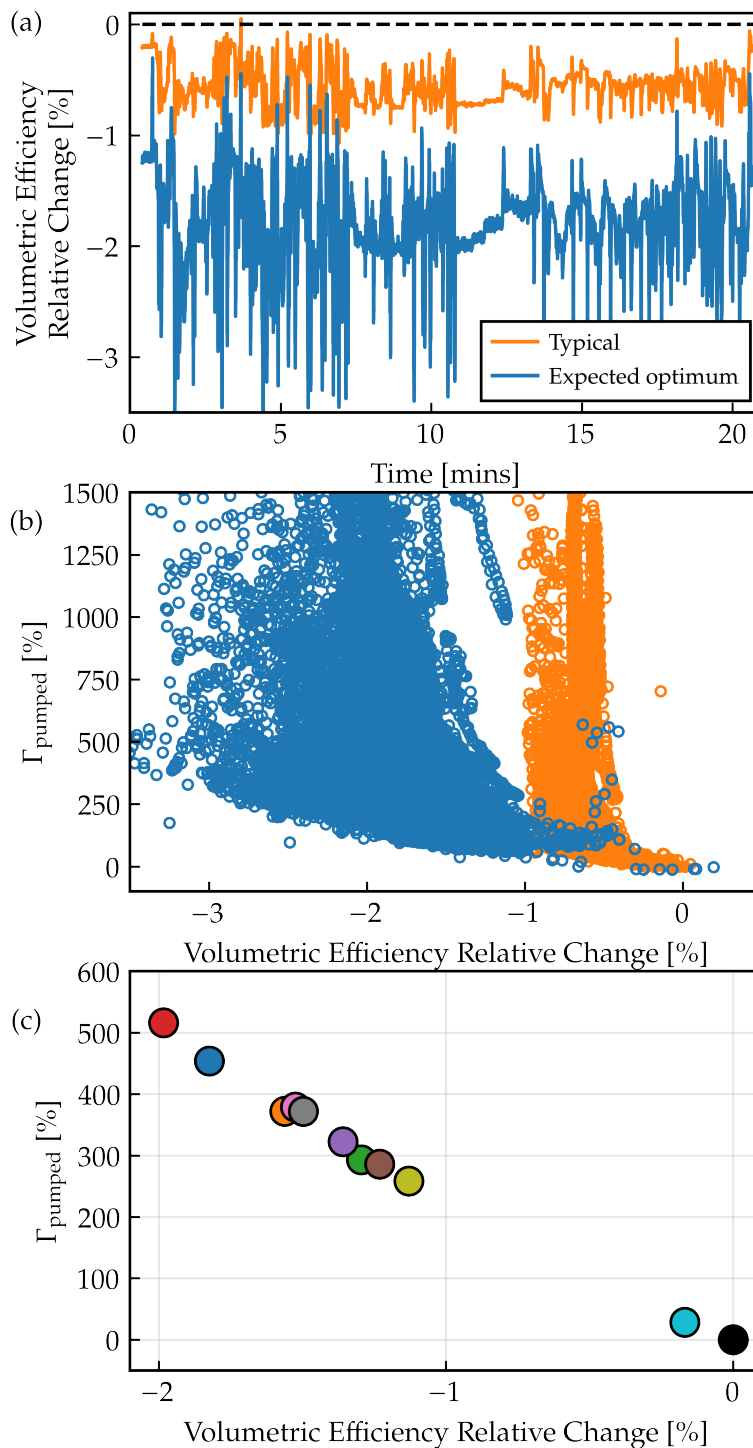 (a)
0
−1
−2
−3
Volumetric Efficiency
Relative Change [%]
Typical
Expected optimum
0
5
10
15
20
Time [mins]
(b)
1500
1250
1000
750
500
250
0
Γpumped [%]
−3
−2
−1
0
Volumetric Efficiency Relative Change [%]
(c)
600
500
400
300
200
100
0
Γpumped [%]
−2
−1
0
Volumetric Efficiency Relative Change [%]